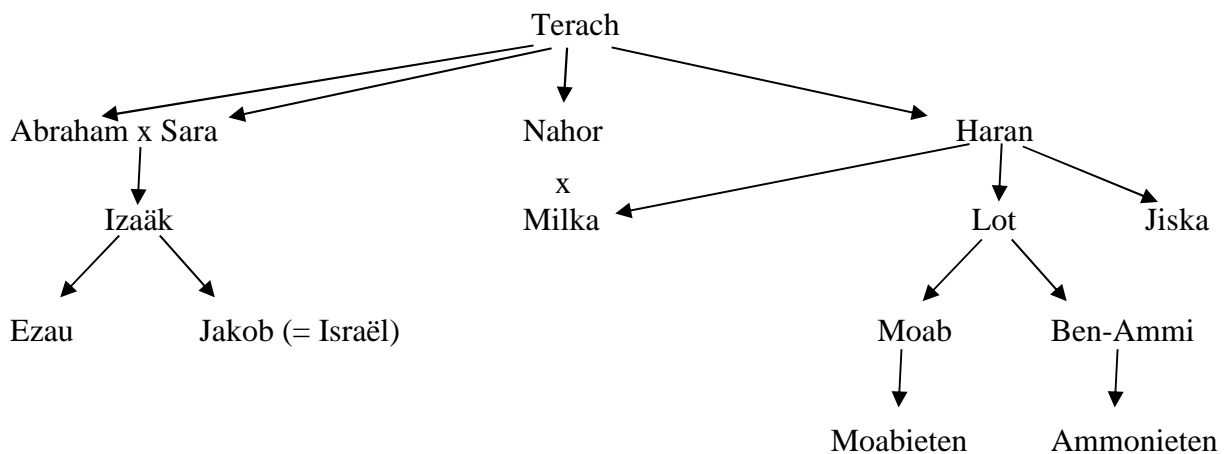 Terach
Abraham x Sara Nahor Haran
x
Izaäk Milka Lot Jiska
Ezau Jakob (= Israël) Moab Ben-Ammi
Moabieten Ammonieten